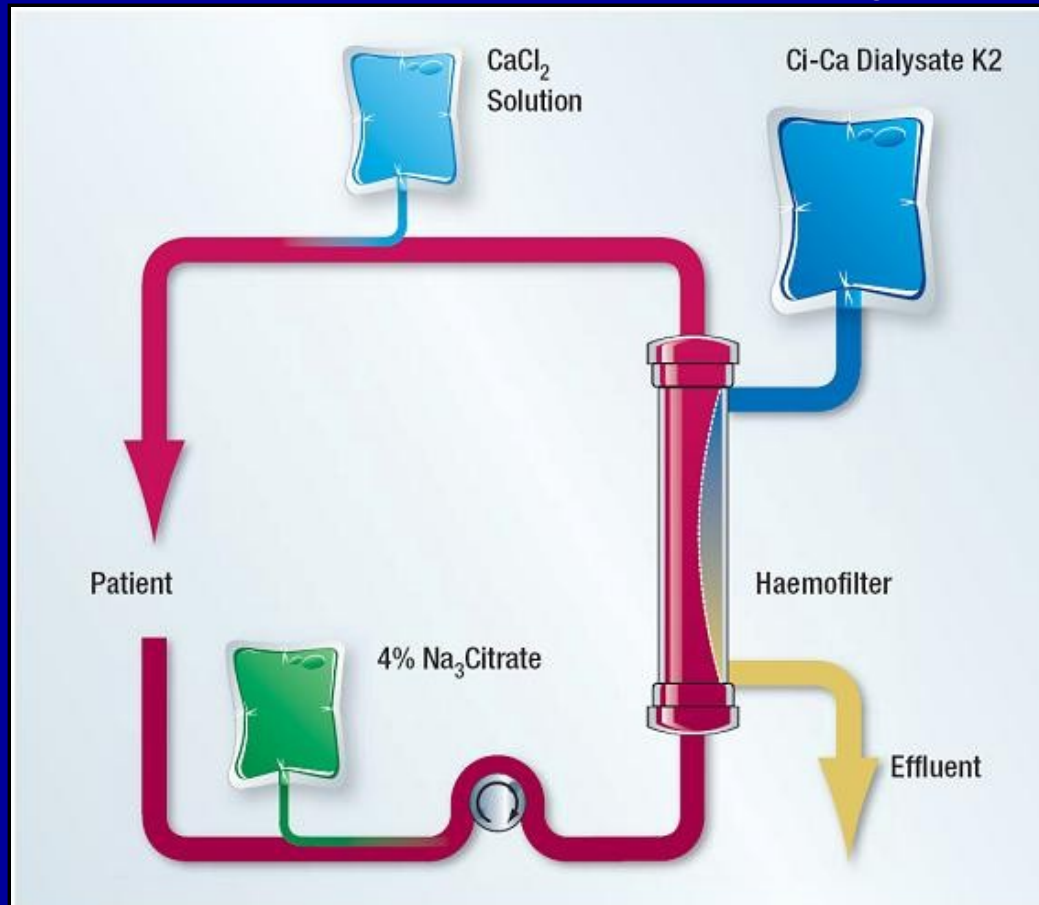 CaCl₂
Solution
Ci-Ca Dialysate K2
Patient
4% Na₃Citrate
Haemofilter
Effluent